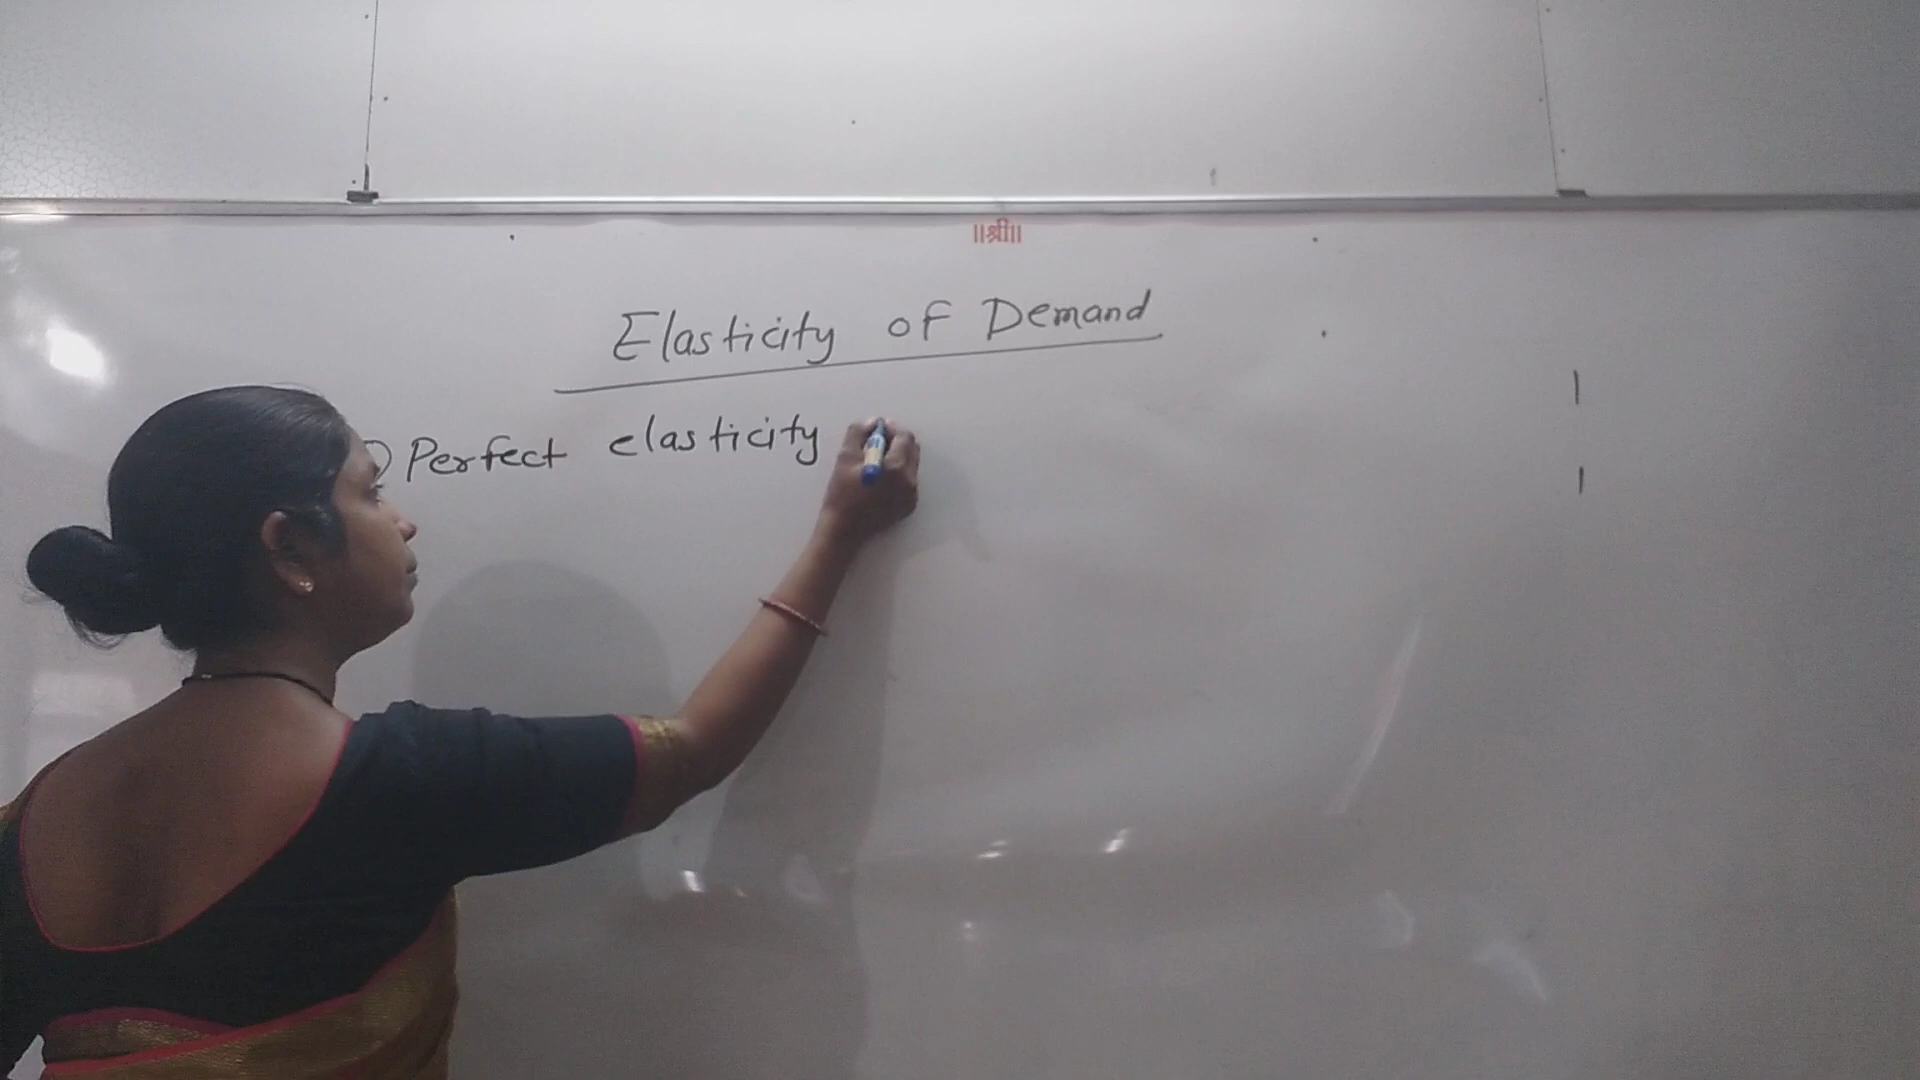 ॥श्री॥
Elasticity of Demand
Perfect elasticity